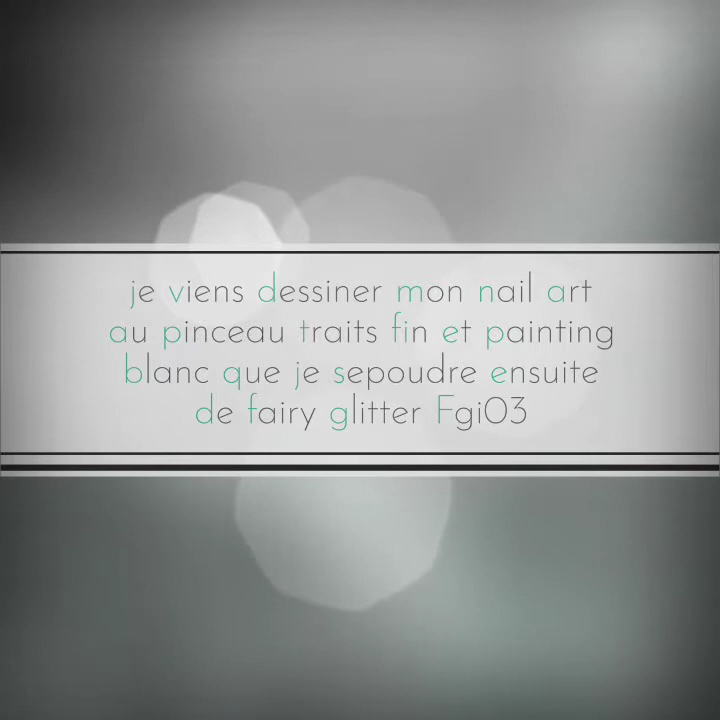 je viens dessiner mon nail art
au pinceau traits fin et painting
blanc que je sepoudre ensuite
de fairy glitter Fgi03